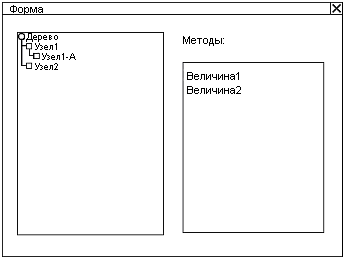 Форма
Дерево
Узел1
Узел1-А
Узел2
Методы:
Величина1
Величина2